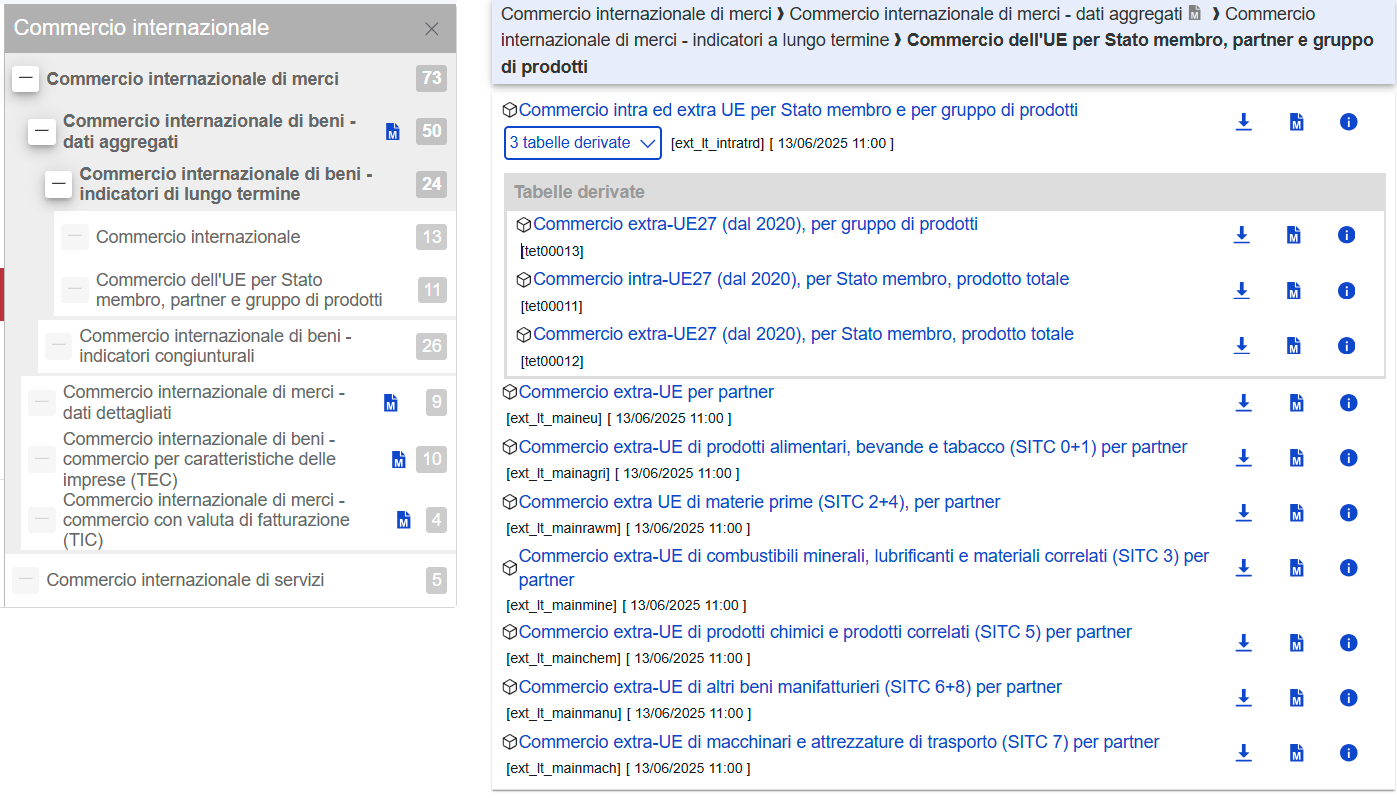 Commercio internazionale
Commercio internazionale di merci
73
Commercio internazionale di beni -
dati aggregati
M
50
Commercio internazionale di beni -
indicatori di lungo termine
24
Commercio internazionale
13
Commercio dell'UE per Stato
membro, partner e gruppo di prodotti
11
Commercio internazionale di beni -
indicatori congiunturali
26
Commercio internazionale di merci -
dati dettagliati
M
9
Commercio internazionale di beni -
commercio per caratteristiche delle
imprese (TEC)
M
10
Commercio internazionale di merci -
commercio con valuta di fatturazione
(TIC)
M
4
Commercio internazionale di servizi
5
Commercio internazionale di merci ❱ Commercio internazionale di merci - dati aggregati M ❱ Commercio
internazionale di merci - indicatori a lungo termine ❱ Commercio dell'UE per Stato membro, partner e gruppo
di prodotti
Commercio intra ed extra UE per Stato membro e per gruppo di prodotti
M i
3 tabelle derivate [ext_lt_intratrd] [ 13/06/2025 11:00 ]
Tabelle derivate
Commercio extra-UE27 (dal 2020), per gruppo di prodotti
M i
[tet00013]
Commercio intra-UE27 (dal 2020), per Stato membro, prodotto totale
M i
[tet00011]
Commercio extra-UE27 (dal 2020), per Stato membro, prodotto totale
M i
[tet00012]
Commercio extra-UE per partner
M i
[ext_lt_maineu] [ 13/06/2025 11:00 ]
Commercio extra-UE di prodotti alimentari, bevande e tabacco (SITC 0+1) per partner
M i
[ext_lt_mainagri] [ 13/06/2025 11:00 ]
Commercio extra UE di materie prime (SITC 2+4), per partner
M i
[ext_lt_mainrawm] [ 13/06/2025 11:00 ]
Commercio extra-UE di combustibili minerali, lubrificanti e materiali correlati (SITC 3) per
partner
M i
[ext_lt_mainmine] [ 13/06/2025 11:00 ]
Commercio extra-UE di prodotti chimici e prodotti correlati (SITC 5) per partner
M i
[ext_lt_mainchem] [ 13/06/2025 11:00 ]
Commercio extra-UE di altri beni manifatturieri (SITC 6+8) per partner
M i
[ext_lt_mainmanu] [ 13/06/2025 11:00 ]
Commercio extra-UE di macchinari e attrezzature di trasporto (SITC 7) per partner
M i
[ext_lt_mainmach] [ 13/06/2025 11:00 ]